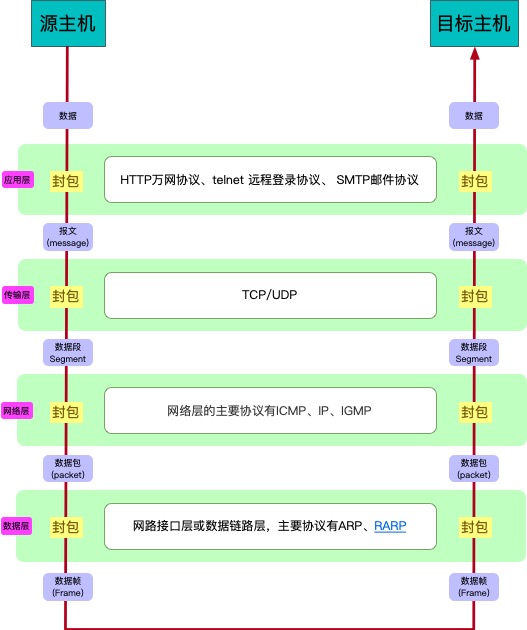 源主机
目标主机
数据
数据
应用层
封包
HTTP万网协议、telnet 远程登录协议、 SMTP邮件协议
封包
报文
(message)
报文
(message)
传输层
封包
TCP/UDP
封包
数据段
Segment
数据段
Segment
网络层
封包
网络层的主要协议有ICMP、IP、IGMP
封包
数据包
(packet)
数据包
(packet)
数据层
封包
网路接口层或数据链路层，主要协议有ARP、RARP
封包
数据帧
(Frame)
数据帧
(Frame)